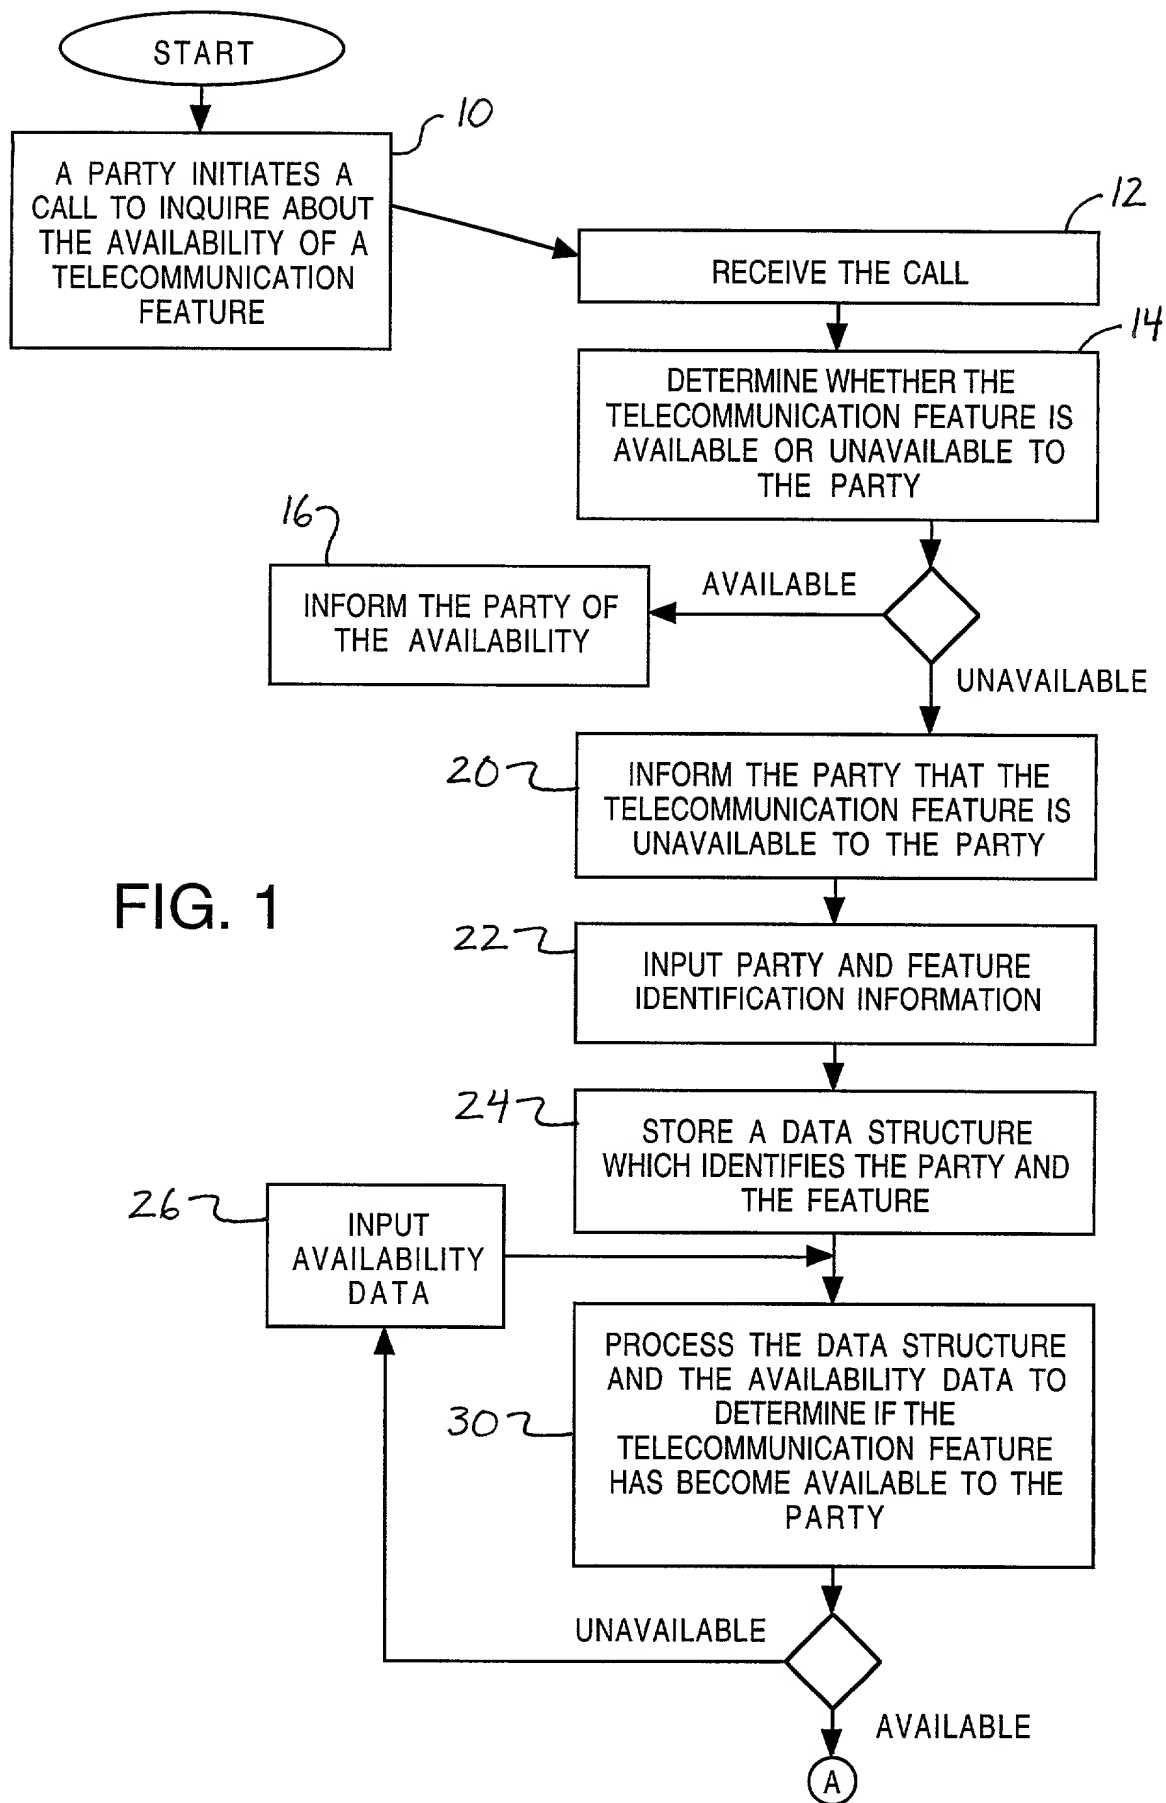 START
10
A PARTY INITIATES A
CALL TO INQUIRE ABOUT
THE AVAILABILITY OF A
TELECOMMUNICATION
FEATURE
12
RECEIVE THE CALL
14
DETERMINE WHETHER THE
TELECOMMUNICATION FEATURE IS
AVAILABLE OR UNAVAILABLE TO
THE PARTY
16
INFORM THE PARTY OF
THE AVAILABILITY
AVAILABLE
UNAVAILABLE
20
INFORM THE PARTY THAT THE
TELECOMMUNICATION FEATURE IS
UNAVAILABLE TO THE PARTY
FIG. 1
22
INPUT PARTY AND FEATURE
IDENTIFICATION INFORMATION
24
STORE A DATA STRUCTURE
WHICH IDENTIFIES THE PARTY AND
THE FEATURE
26
INPUT
AVAILABILITY
DATA
30
PROCESS THE DATA STRUCTURE
AND THE AVAILABILITY DATA TO
DETERMINE IF THE
TELECOMMUNICATION FEATURE
HAS BECOME AVAILABLE TO THE
PARTY
UNAVAILABLE
AVAILABLE
A